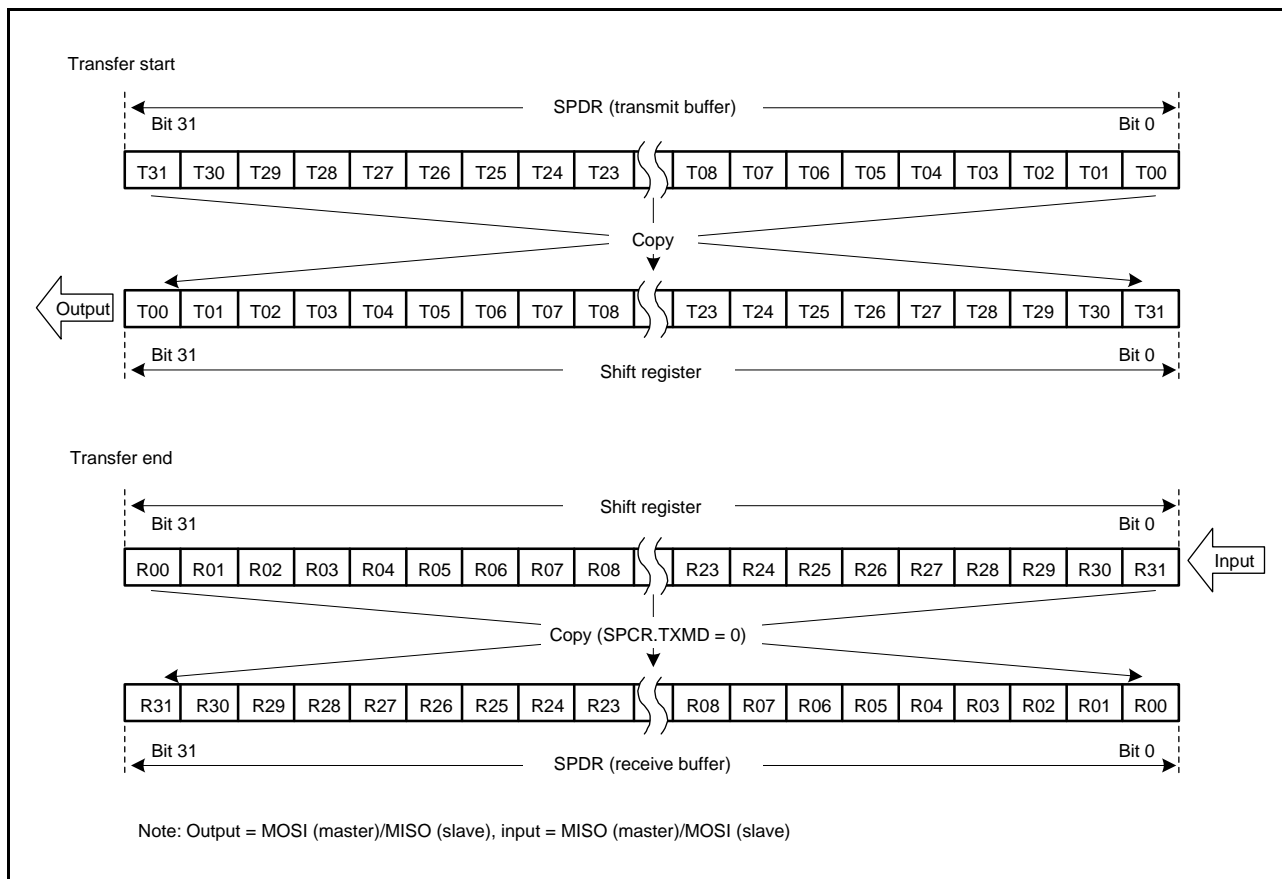 Transfer start
SPDR (transmit buffer)
Bit 31 Bit 0
T31 T30 T29 T28 T27 T26 T25 T24 T23 T08 T07 T06 T05 T04 T03 T02 T01 T00
Copy
Output
T00 T01 T02 T03 T04 T05 T06 T07 T08 T23 T24 T25 T26 T27 T28 T29 T30 T31
Bit 31 Bit 0
Shift register
Transfer end
Shift register
Bit 31 Bit 0
R00 R01 R02 R03 R04 R05 R06 R07 R08 R23 R24 R25 R26 R27 R28 R29 R30 R31
Input
Copy (SPCR.TXMD = 0)
R31 R30 R29 R28 R27 R26 R25 R24 R23 R08 R07 R06 R05 R04 R03 R02 R01 R00
Bit 31 Bit 0
SPDR (receive buffer)
Note: Output = MOSI (master)/MISO (slave), input = MISO (master)/MOSI (slave)